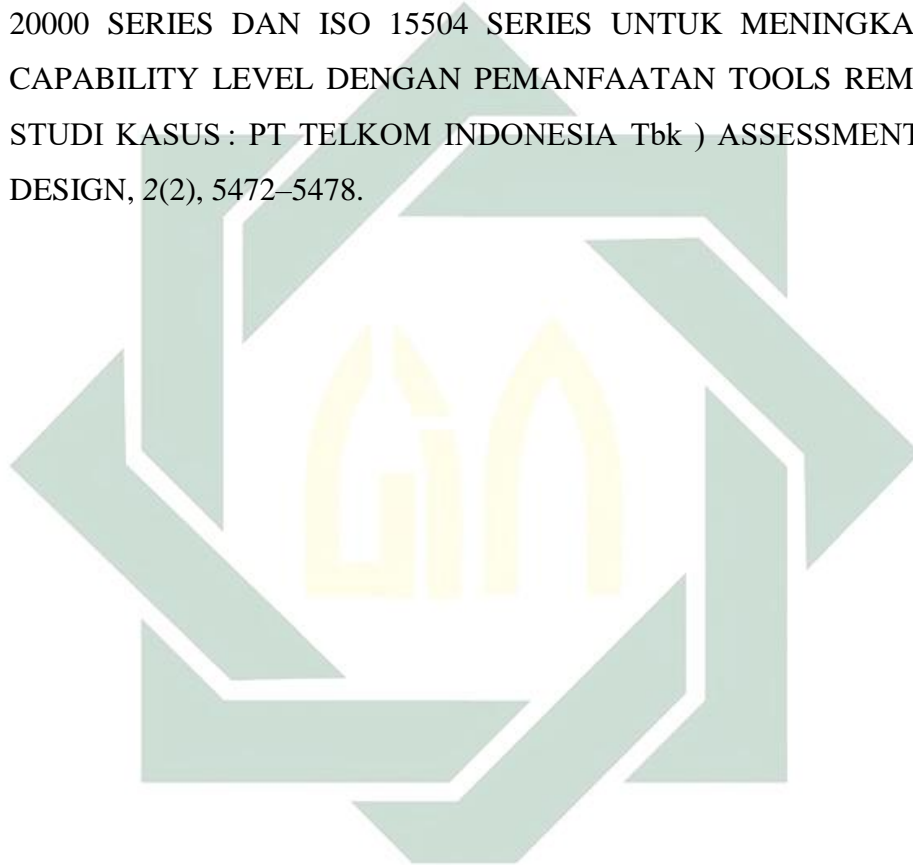 20000 SERIES DAN ISO 15504 SERIES UNTUK MENINGKA
CAPABILITY LEVEL DENGAN PEMANFAATAN TOOLS REM
STUDI KASUS : PT TELKOM INDONESIA Tbk ) ASSESSMENT
DESIGN, 2(2), 5472–5478.